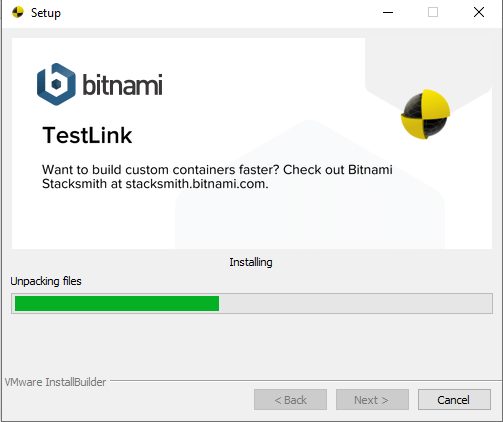 Setup
bitnami
TestLink
Want to build custom containers faster? Check out Bitnami
Stacksmith at stacksmith.bitnami.com.
Installing
Unpacking files
VMware InstallBuilder
< Back
Next >
Cancel